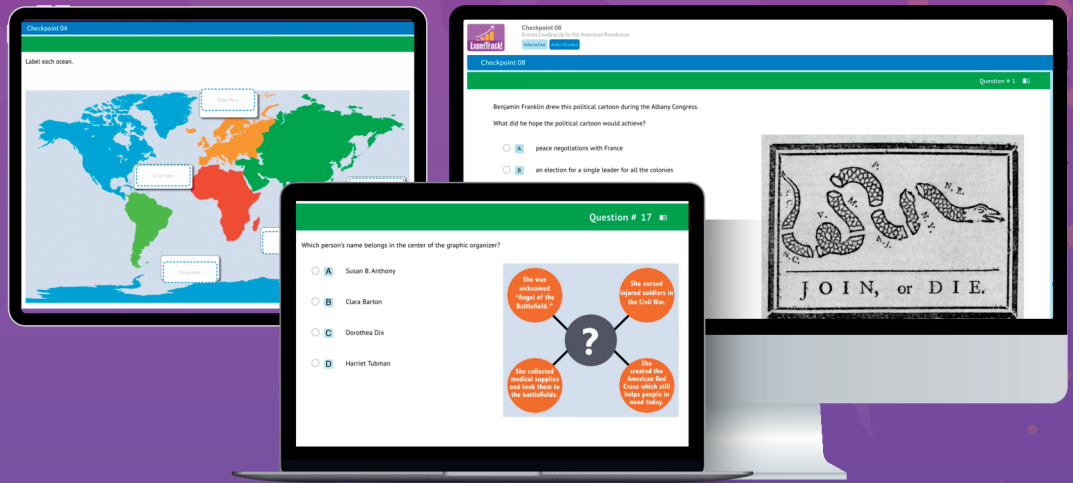 Checkpoint 04
Label each ocean.
Drop Here
Drop Here
Drop Here
ExperTrack!
Checkpoint 08
Events Leading Up to the American Revolution
Interactive
Auto Graded
Checkpoint 08
Question # 1
Benjamin Franklin drew this political cartoon during the Albany Congress.
What did he hope the political cartoon would achieve?
A peace negotiations with France
B an election for a single leader for all the colonies
S.C.
N.C.
V.
M.
P.
N.J.
N.Y.
N.E.
JOIN, or DIE.
Question # 17
Which person's name belongs in the center of the graphic organizer?
A Susan B. Anthony
B Clara Barton
C Dorothea Dix
D Harriet Tubman
She was
nicknamed
"Angel of the
Battlefield."
She nursed
injured soldiers in
the Civil War.
?
She collected
medical supplies
and took them to
the battlefields.
She
created the
American Red
Cross which still
helps people in
need today.